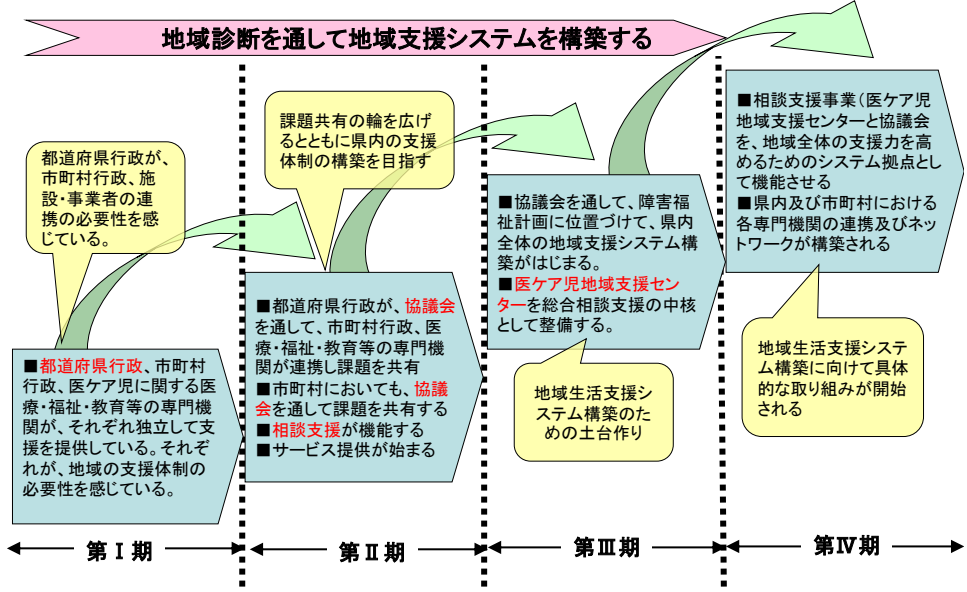 地域診断を通して地域支援システムを構築する
都道府県行政が、
市町村行政、施
設・事業者の連
携の必要性を感
じている。
■都道府県行政、市町村
行政、医ケア児に関する医
療・福祉・教育等の専門機
関が、それぞれ独立して支
援を提供している。それぞ
れが、地域の支援体制の
必要性を感じている。
課題共有の輪を広げ
るとともに県内の支援
体制の構築を目指す
■都道府県行政が、協議会
を通して、市町村行政、医
療・福祉・教育等の専門機
関が連携し課題を共有
■市町村においても、協議
会を通して課題を共有する
■相談支援が機能する
■サービス提供が始まる
■協議会を通して、障害福
祉計画に位置づけて、県内
全体の地域支援システム構
築がはじまる。
■医ケア児地域支援セン
ターを総合相談支援の中核
として整備する。
地域生活支援シ
ステム構築のた
めの土台作り
■相談支援事業(医ケア児
地域支援センターと協議会
を、地域全体の支援力を高
めるためのシステム拠点とし
て機能させる
■県内及び市町村における
各専門機関の連携及びネッ
トワークが構築される
地域生活支援システ
ム構築に向けて具体
的な取り組みが開始
される
第Ⅰ期
第Ⅱ期
第Ⅲ期
第Ⅳ期